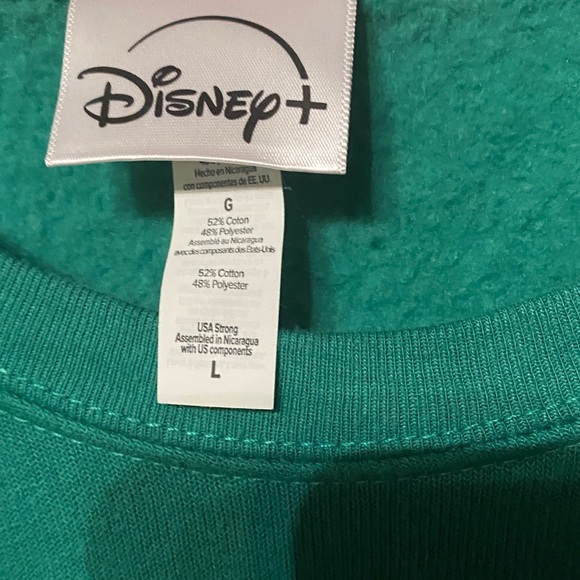 Disney+
Hecho en Nicaragua
con componentes de EE. UU.
G
52% Coton
48% Polyester
Assemblé au Nicaragua
avec des composants des États-Unis
52% Cotton
48% Polyester
USA Strong
Assembled in Nicaragua
with US components
L